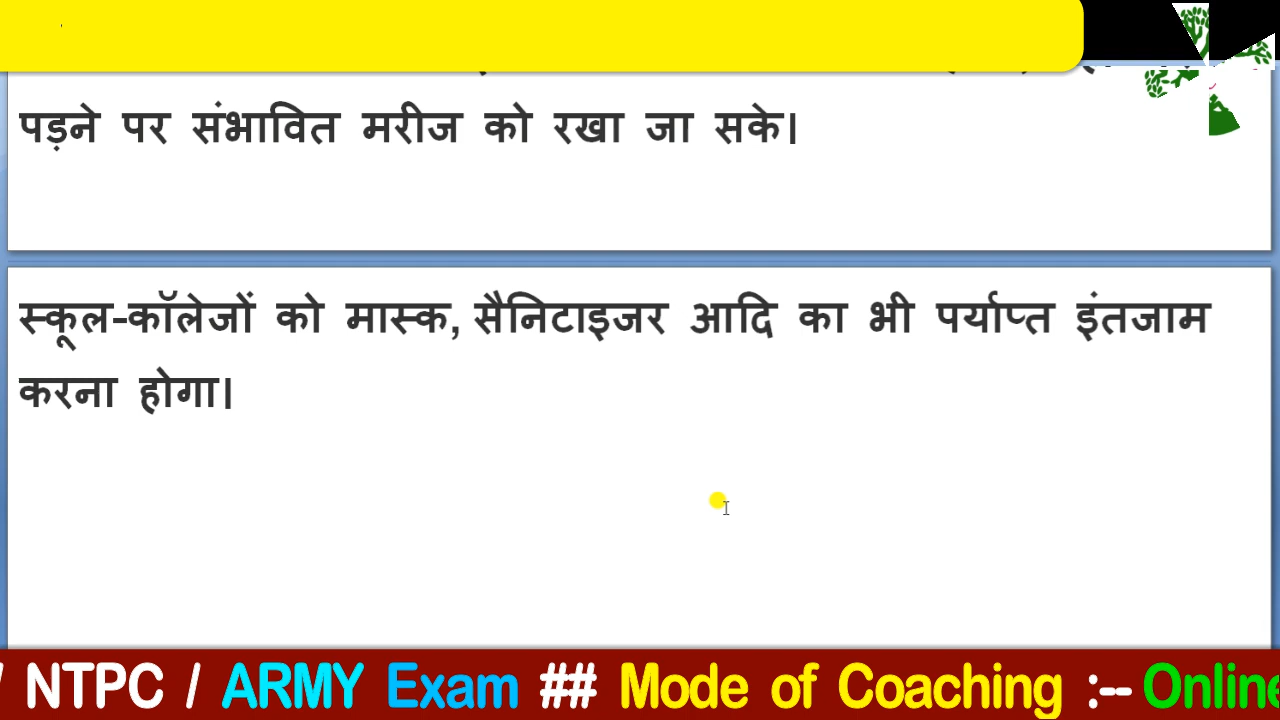 पड़ने पर संभावित मरीज को रखा जा सके।
स्कूल-कॉलेजों को मास्क, सैनिटाइजर आदि का भी पर्याप्त इंतजाम
करना होगा।
/ NTPC / ARMY Exam ## Mode of Coaching :-- Online